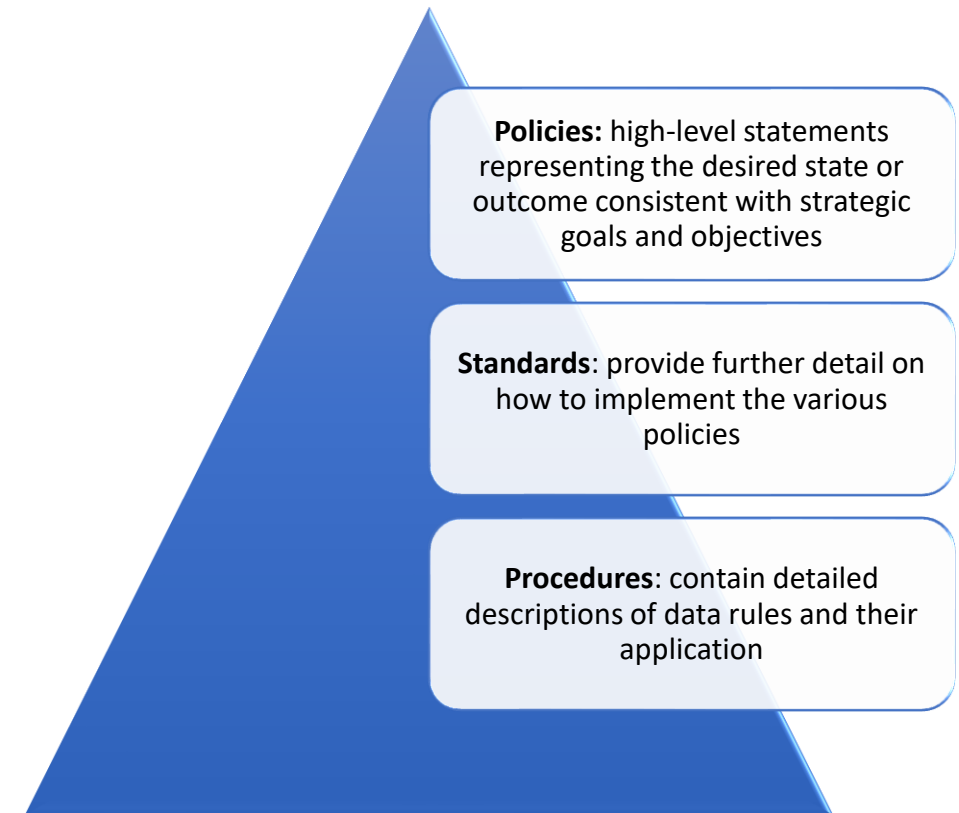 Policies: high-level statements
representing the desired state or
outcome consistent with strategic
goals and objectives
Standards: provide further detail on
how to implement the various
policies
Procedures: contain detailed
descriptions of data rules and their
application